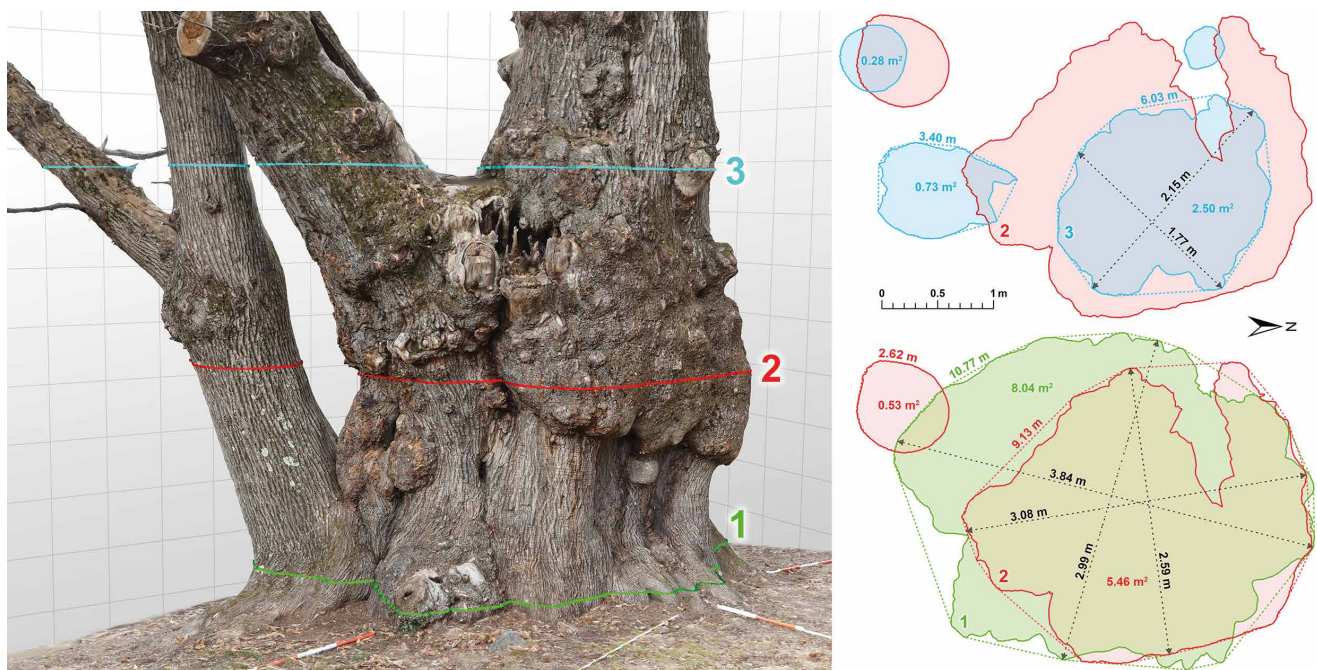 3
2
1
0.28 m²
6.03 m
3.40 m
0.73 m²
2.15 m
2.50 m²
1.77 m
2
3
0 0.5 1 m
N
2.62 m
0.53 m²
10.77 m
8.04 m²
9.13 m
3.84 m
3.08 m
2.99 m
2.59 m
5.46 m²
2
1